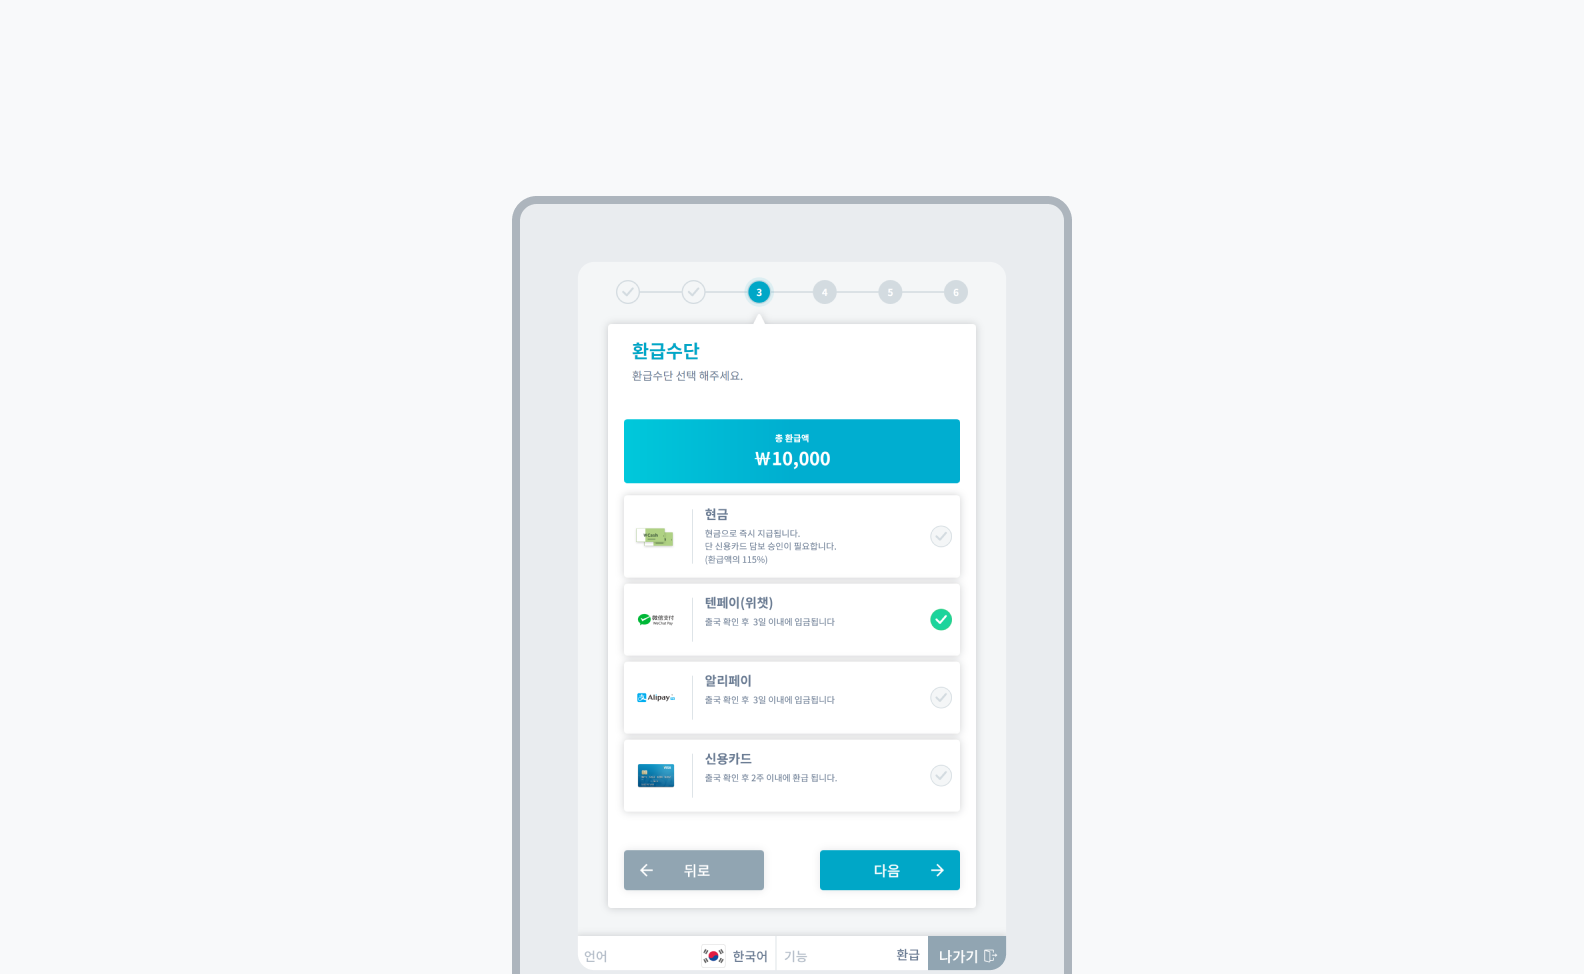 3
4
5
6
환급수단
환급수단 선택 해주세요.
총 환급액
₩10,000
현금
현금으로 즉시 지급됩니다.
단 신용카드 담보 승인이 필요합니다.
(환급액의 115%)
微信支付
WeChat Pay
텐페이(위챗)
출국 확인 후 3일 이내에 입금됩니다
Alipay
알리페이
출국 확인 후 3일 이내에 입금됩니다
신용카드
출국 확인 후 2주 이내에 환급 됩니다.
뒤로
다음
언어
한국어
기능
환급
나가기